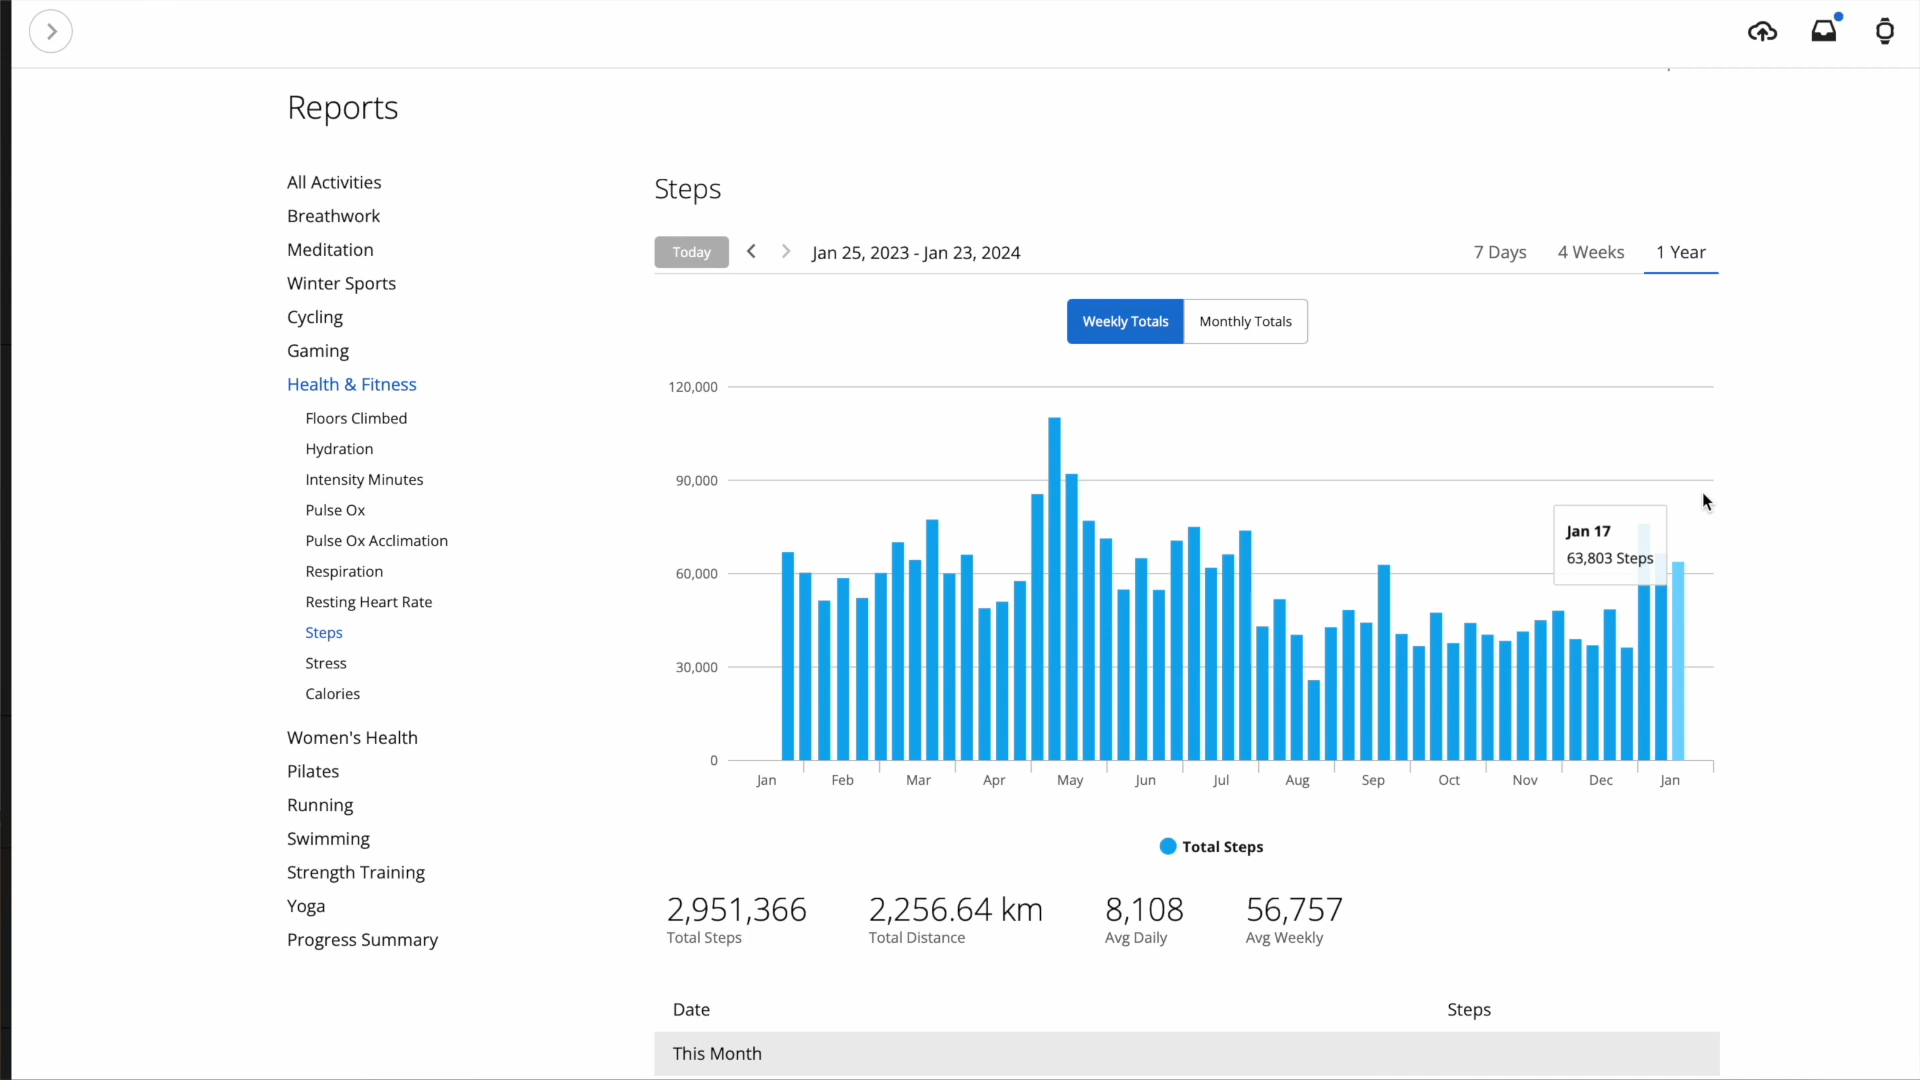 Reports
All Activities
Breathwork
Meditation
Winter Sports
Cycling
Gaming
Health & Fitness
Floors Climbed
Hydration
Intensity Minutes
Pulse Ox
Pulse Ox Acclimation
Respiration
Resting Heart Rate
Steps
Stress
Calories
Women's Health
Pilates
Running
Swimming
Strength Training
Yoga
Progress Summary
Steps
Today Jan 25, 2023 - Jan 23, 2024 7 Days 4 Weeks 1 Year
Weekly Totals Monthly Totals
120,000
90,000
60,000
30,000
0
Jan 17
63,803 Steps
Jan Feb Mar Apr May Jun Jul Aug Sep Oct Nov Dec Jan
Total Steps
2,951,366 2,256.64 km 8,108 56,757
Total Steps Total Distance Avg Daily Avg Weekly
Date Steps
This Month